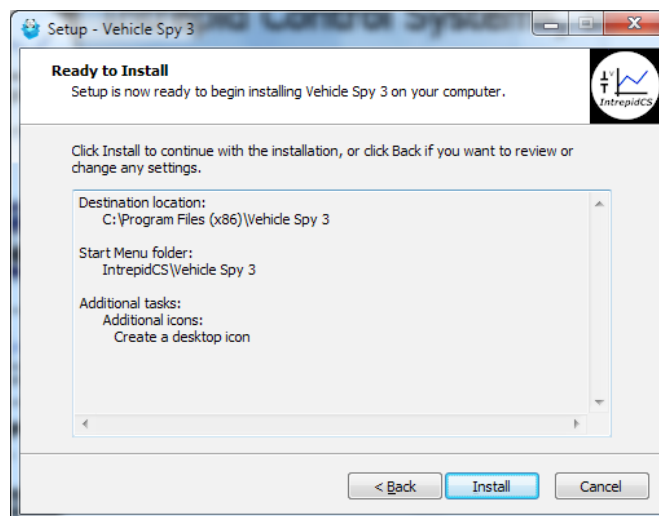 Intrepid Control System
Setup - Vehicle Spy 3
Ready to Install
Setup is now ready to begin installing Vehicle Spy 3 on your computer.
IntrepidCS
Click Install to continue with the installation, or click Back if you want to review or
change any settings.
Destination location:
C:\Program Files (x86)\Vehicle Spy 3
Start Menu folder:
IntrepidCS\Vehicle Spy 3
Additional tasks:
Additional icons:
Create a desktop icon
< Back
Install
Cancel